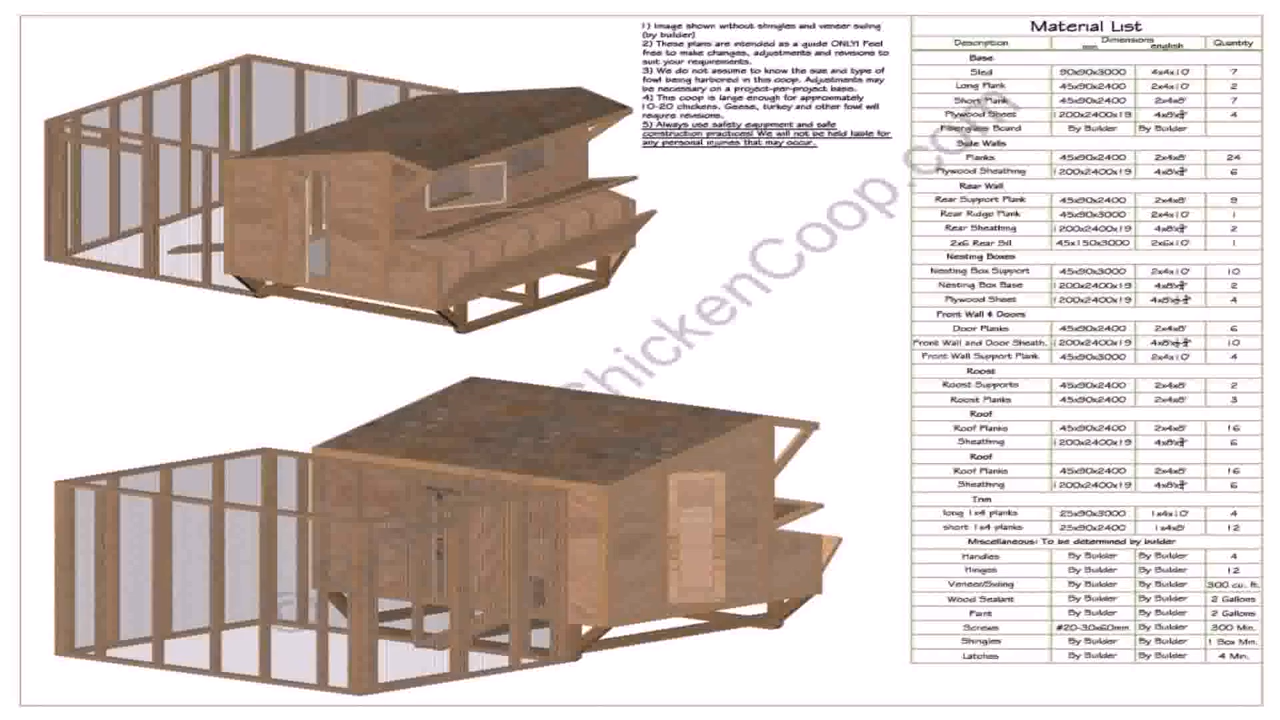 1) Image shown without shingles and veneer siding
(by builder)
2) These plans are intended as a guide ONLY! Feel
free to make changes, adjustments and revisions to
suit your requirements.
3) We do not assume to know the size and type of
fowl being harbored in this coop. Adjustments may
be necessary on a project-per-project basis.
4) This coop is large enough for approximately
10-20 chickens. Geese, turkey and other fowl will
require revisions.
5) Always use safety equipment and safe
construction practices! We will not be held liable for
any personal injuries that may occur.
Material List
Description Dimensions Quantity
mm english
Base
Sled 90x90x3000 4x4x10' 7
Long Plank 45x90x2400 2x4x10' 2
Short Plank 45x90x2400 2x4x8' 7
Plywood Sheet 1200x2400x19 4
Fiberglass Board By Builder By Builder
Side Walls
Planks 45x90x2400 2x4x8' 24
Plywood Sheathing 1200x2400x19 6
Rear Wall
Rear Support Plank 45x90x2400 2x4x8' 9
Rear Ridge Plank 45x90x3000 2x4x10' 1
Rear Sheathing 1200x2400x19 2
2x6 Rear Sill 45x150x3000 2x6x10' 1
Nesting Boxes
Nesting Box Support 45x90x3000 2x4x10' 10
Nesting Box Base 1200x2400x19 2
Plywood Sheet 1200x2400x19 4
Front Wall & Doors
Door Planks 45x90x2400 2x4x8' 6
Front Wall and Door Sheath. 1200x2400x19 10
Front Wall Support Plank 45x90x3000 2x4x10' 4
Roost
Roost Supports 45x90x2400 2x4x8' 2
Roost Planks 45x90x2400 2x4x8' 3
Roof
Roof Planks 45x90x2400 2x4x8' 16
Sheathing 1200x2400x19 6
Roof
Roof Planks 45x90x2400 2x4x8' 16
Sheathing 1200x2400x19 6
Trim
long 1x4 planks 25x90x3000 1x4x10' 4
short 1x4 planks 25x90x2400 1x4x8' 12
Miscellaneous: To be determined by builder
Handles By Builder By Builder 4
Hinges By Builder By Builder 12
Veneer/Siding By Builder By Builder 300 cu. ft.
Wood Sealant By Builder By Builder 2 Gallons
Paint By Builder By Builder 2 Gallons
Screws #20-30x60mm By Builder 300 Min.
Shingles By Builder By Builder 1 Box Min.
Latches By Builder By Builder 4 Min.
ChickenCoop.com